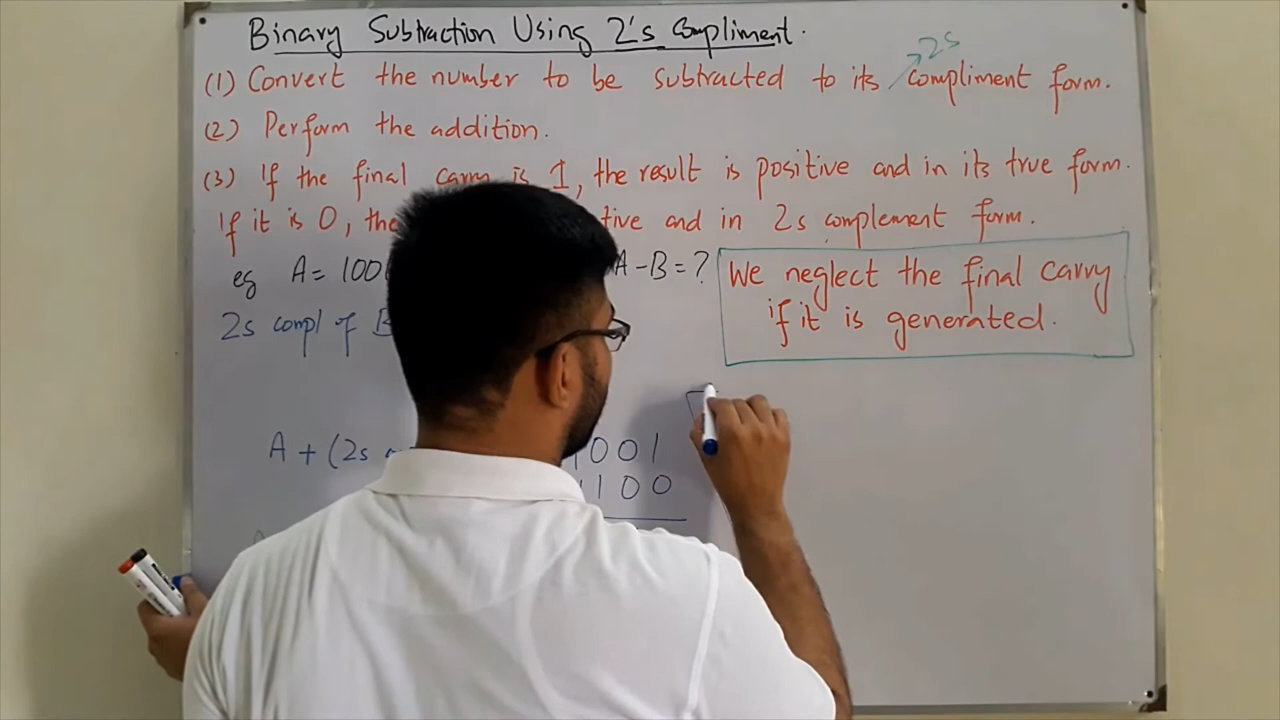 Binary Subtraction Using 2's Compliment.
2s
(1) Convert the number to be subtracted to its compliment form.
(2) Perform the addition.
(3) If the final carry is 1, the result is positive and in its true form.
If it is 0, the tive and in 2s complement form.
eg A = 100 A - B = ?
We neglect the final carry
if it is generated.
2s compl of B
A + (2s 1001
1100